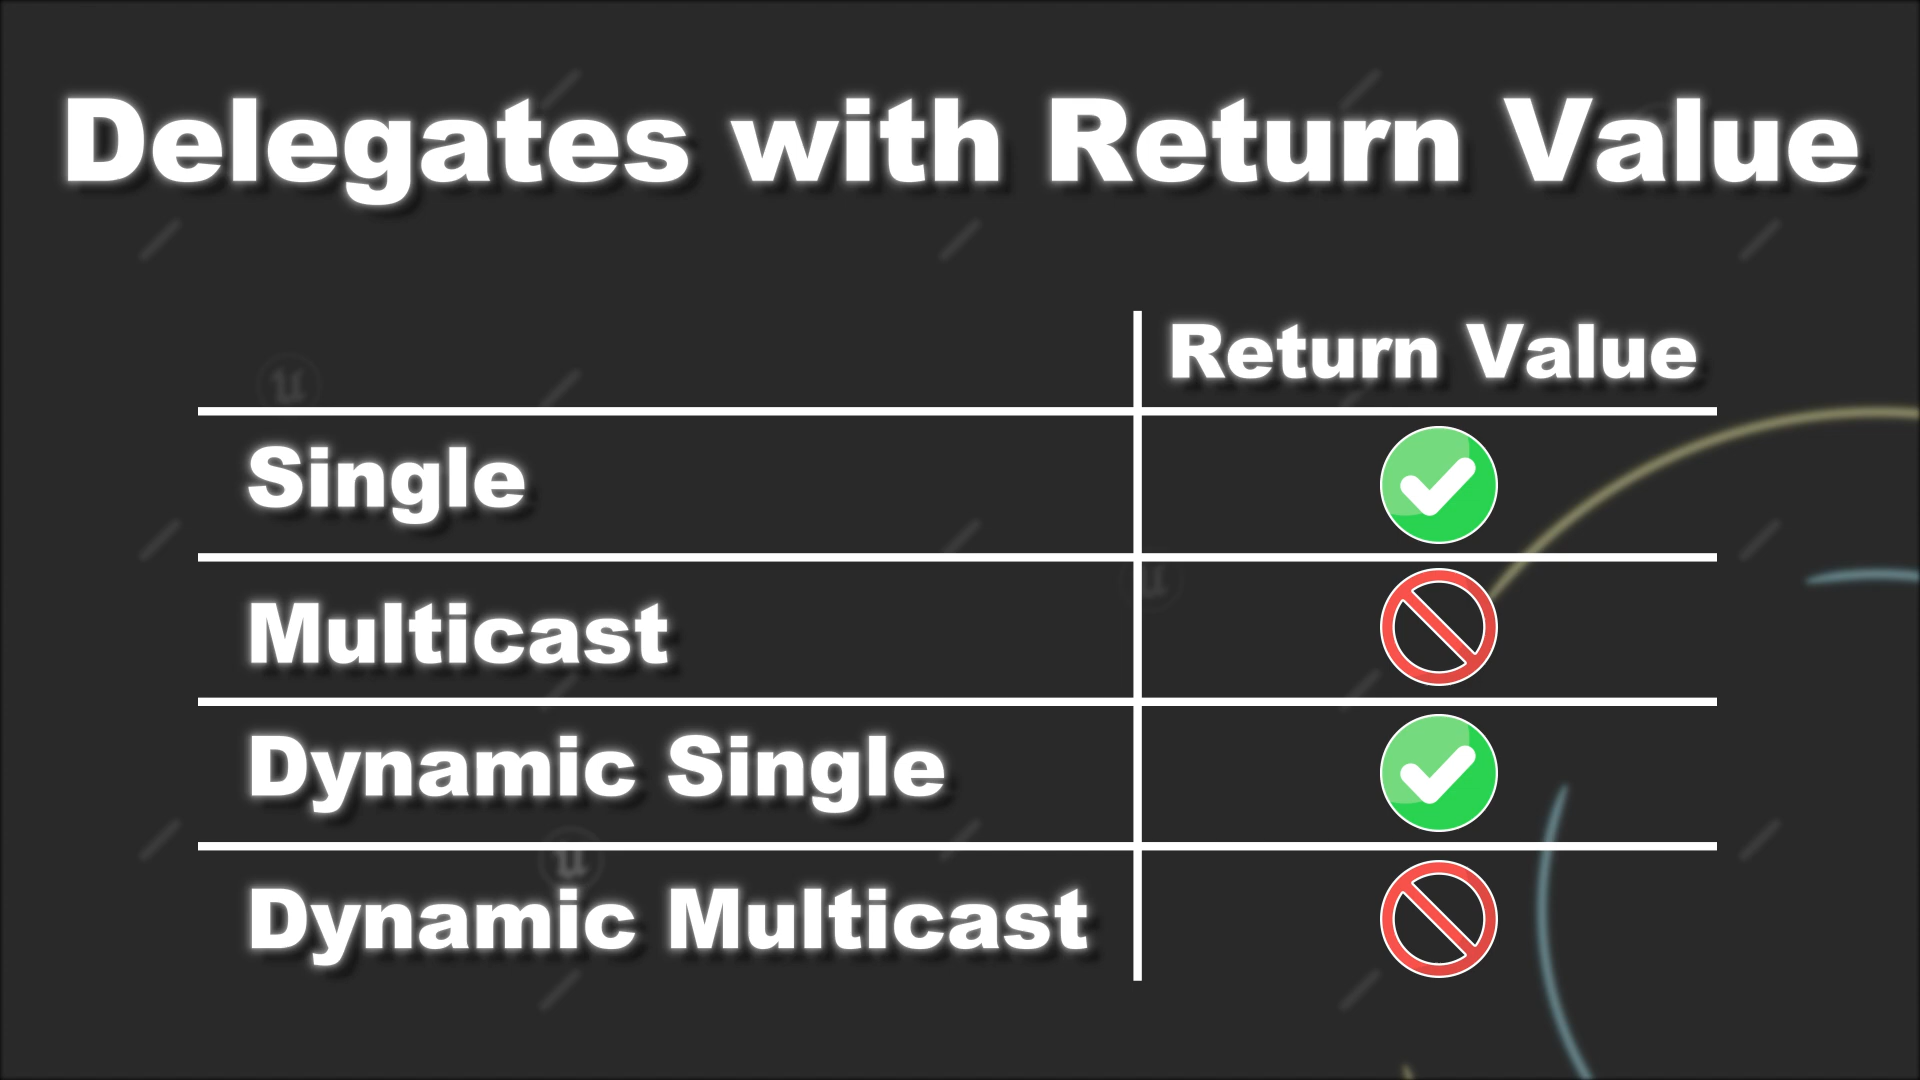 Delegates with Return Value
Return Value
Single
Multicast
Dynamic Single
Dynamic Multicast